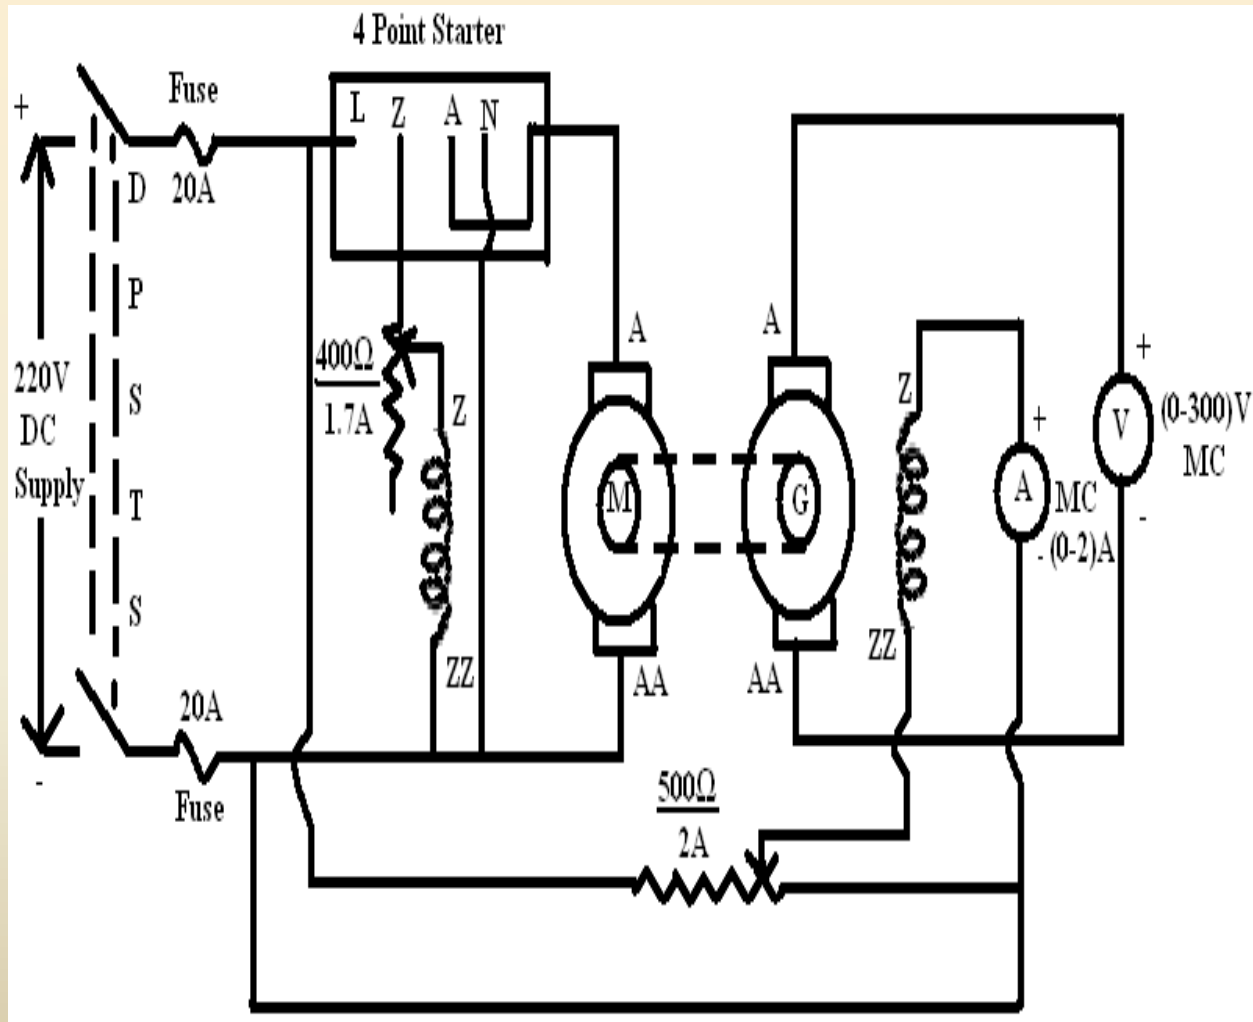 4 Point Starter
+
Fuse
L Z A N
20A
D
P
S
T
S
220V
DC
Supply
400Ω
1.7A
Z
ZZ
A
M
AA
A
G
AA
Z
ZZ
+
A
MC
- (0-2)A
+
V
(0-300)V
MC
-
20A
-
Fuse
500Ω
2A